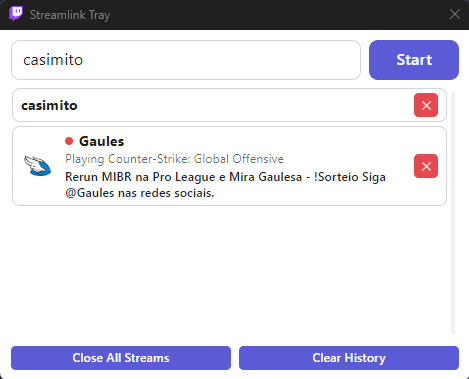 Streamlink Tray
casimito
Start
casimito
Gaules
Playing Counter-Strike: Global Offensive
Rerun MIBR na Pro League e Mira Gaulesa - !Sorteio Siga
@Gaules nas redes sociais.
Close All Streams
Clear History